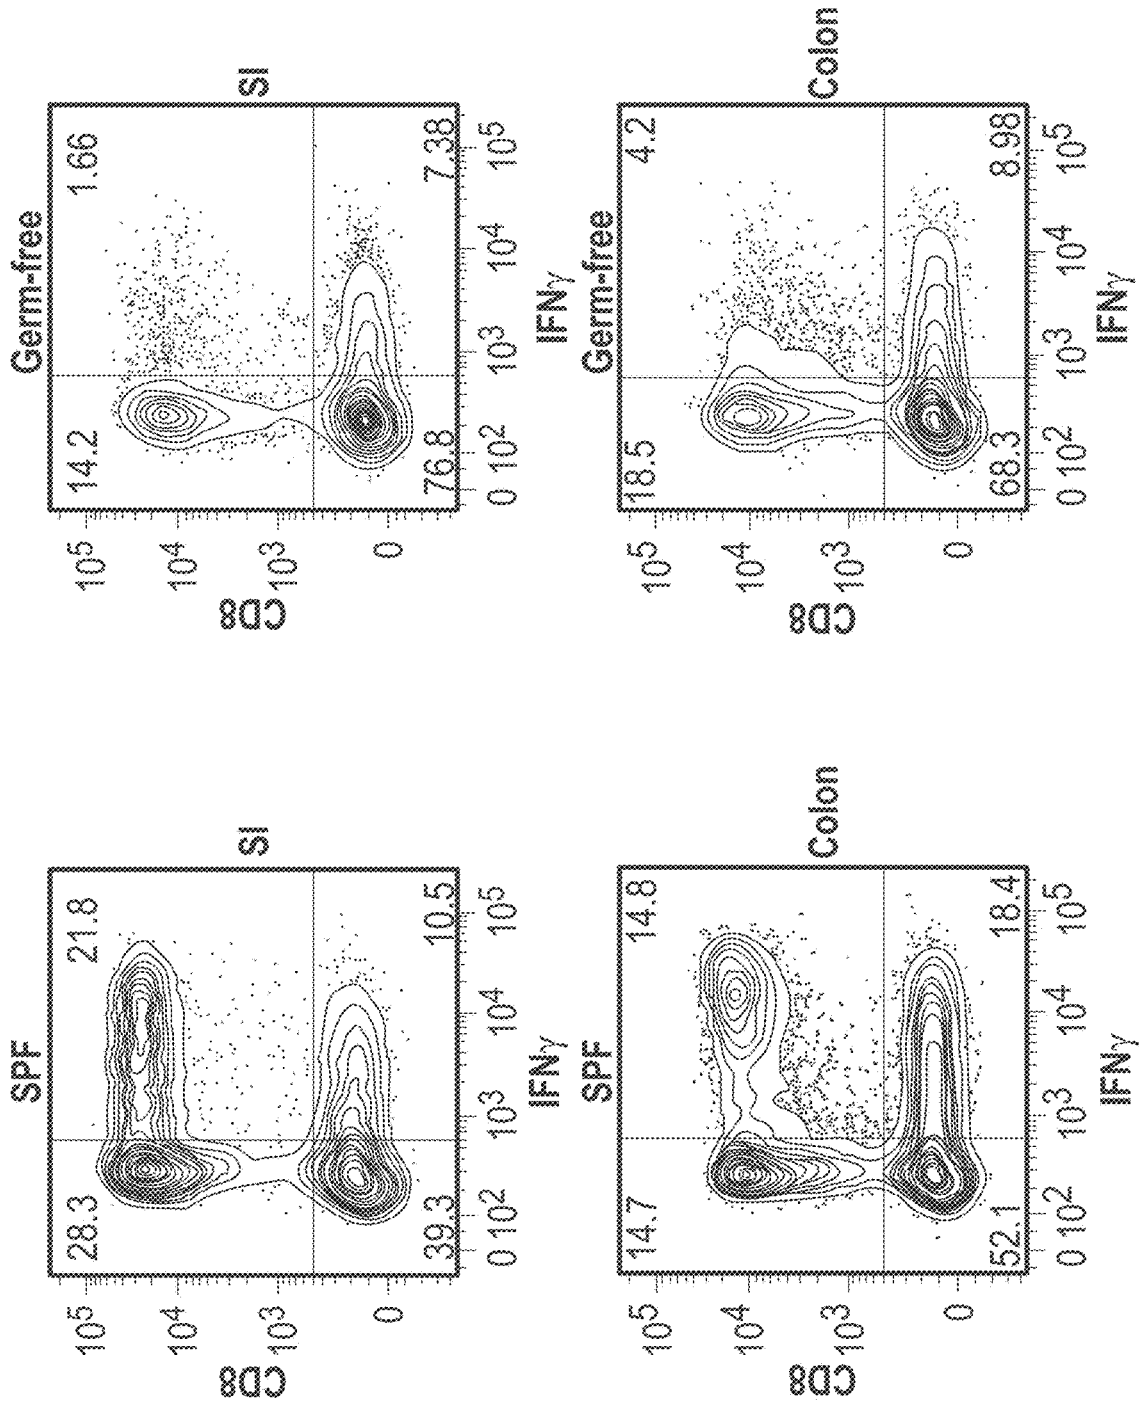 SPF
28.3
21.8
10⁵
10⁴
10³
0
CD8
SI
39.3
10.5
0 10² 10³ 10⁴ 10⁵
IFNγ
Germ-free
14.2
1.66
10⁵
10⁴
10³
0
CD8
SI
76.8
7.38
0 10² 10³ 10⁴ 10⁵
IFNγ
SPF
14.7
14.8
10⁵
10⁴
10³
0
CD8
Colon
52.1
18.4
0 10² 10³ 10⁴ 10⁵
IFNγ
Germ-free
18.5
4.2
10⁵
10⁴
10³
0
CD8
Colon
68.3
8.98
0 10² 10³ 10⁴ 10⁵
IFNγ